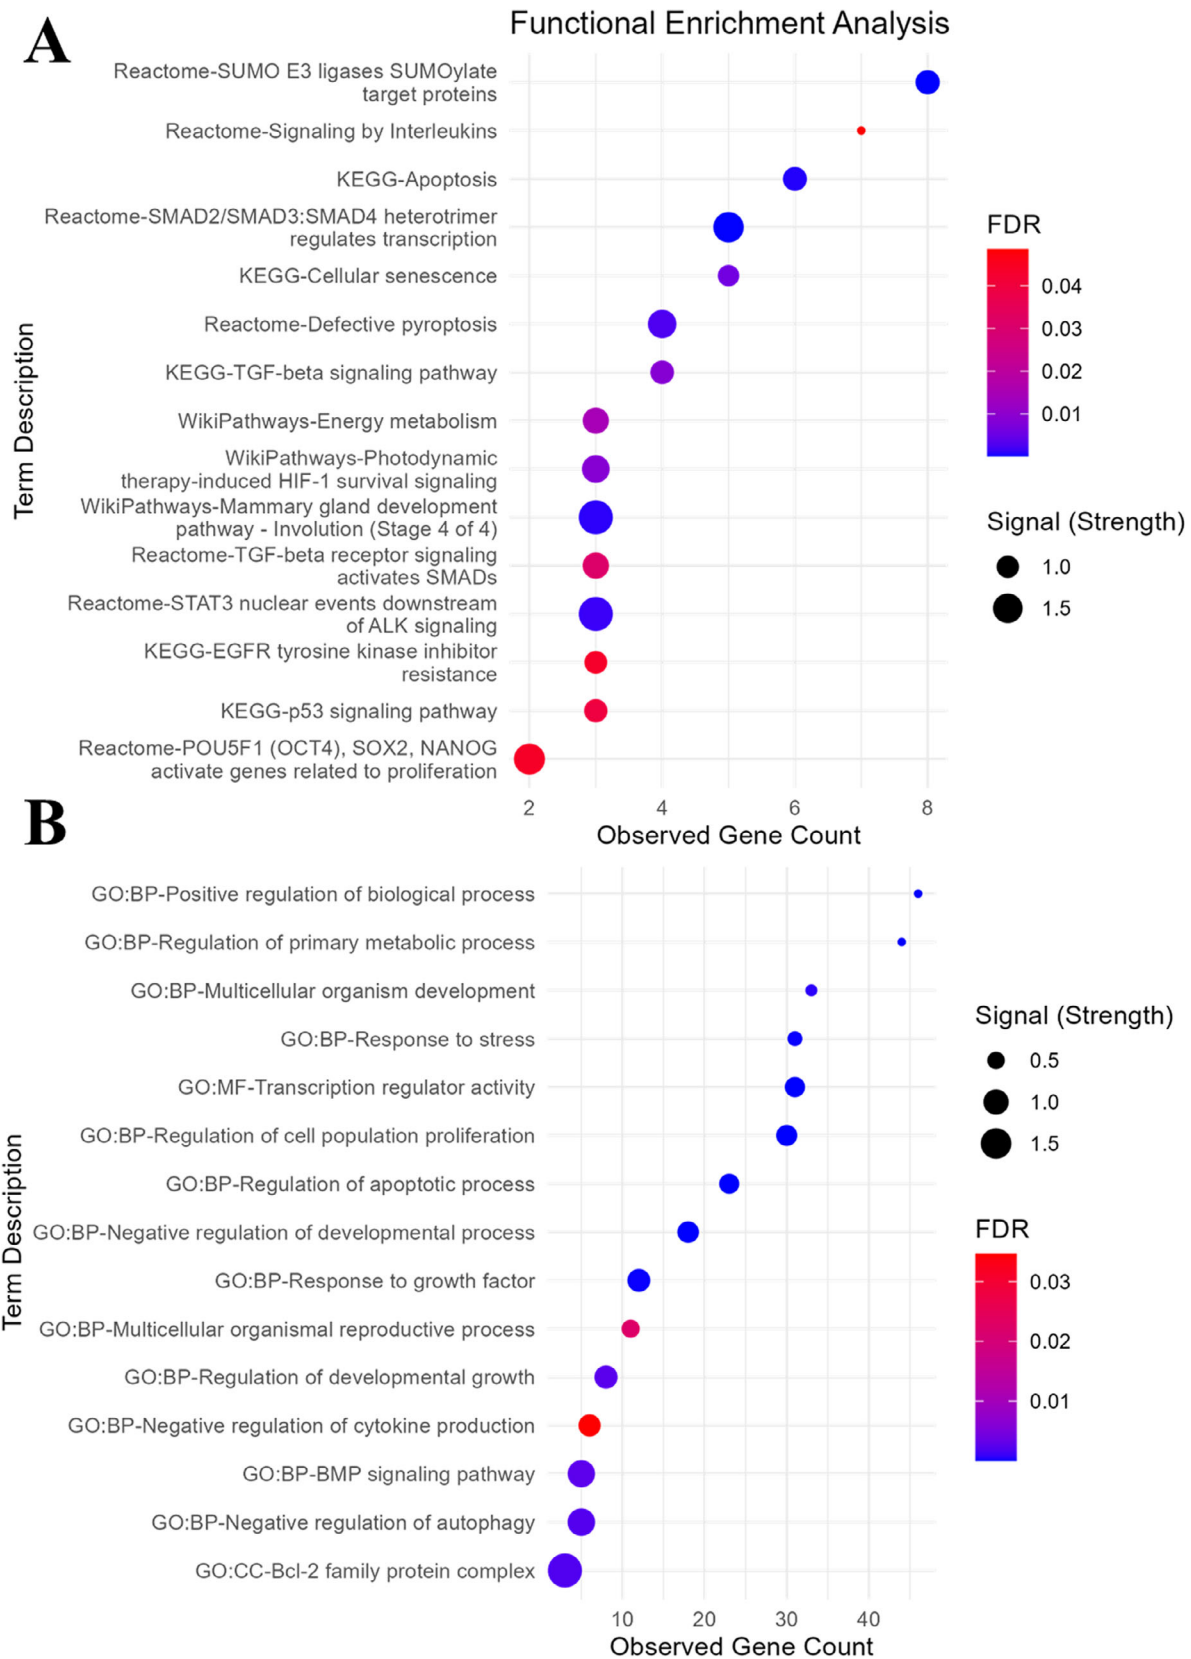 A
Functional Enrichment Analysis
Term Description
Reactome-SUMO E3 ligases SUMOylate
target proteins
Reactome-Signaling by Interleukins
KEGG-Apoptosis
Reactome-SMAD2/SMAD3:SMAD4 heterotrimer
regulates transcription
KEGG-Cellular senescence
Reactome-Defective pyroptosis
KEGG-TGF-beta signaling pathway
WikiPathways-Energy metabolism
WikiPathways-Photodynamic
therapy-induced HIF-1 survival signaling
WikiPathways-Mammary gland development
pathway - Involution (Stage 4 of 4)
Reactome-TGF-beta receptor signaling
activates SMADs
Reactome-STAT3 nuclear events downstream
of ALK signaling
KEGG-EGFR tyrosine kinase inhibitor
resistance
KEGG-p53 signaling pathway
Reactome-POU5F1 (OCT4), SOX2, NANOG
activate genes related to proliferation
2 4 6 8
Observed Gene Count
FDR
0.04
0.03
0.02
0.01
Signal (Strength)
1.0
1.5
B
Term Description
GO:BP-Positive regulation of biological process
GO:BP-Regulation of primary metabolic process
GO:BP-Multicellular organism development
GO:BP-Response to stress
GO:MF-Transcription regulator activity
GO:BP-Regulation of cell population proliferation
GO:BP-Regulation of apoptotic process
GO:BP-Negative regulation of developmental process
GO:BP-Response to growth factor
GO:BP-Multicellular organismal reproductive process
GO:BP-Regulation of developmental growth
GO:BP-Negative regulation of cytokine production
GO:BP-BMP signaling pathway
GO:BP-Negative regulation of autophagy
GO:CC-Bcl-2 family protein complex
10 20 30 40
Observed Gene Count
Signal (Strength)
0.5
1.0
1.5
FDR
0.03
0.02
0.01